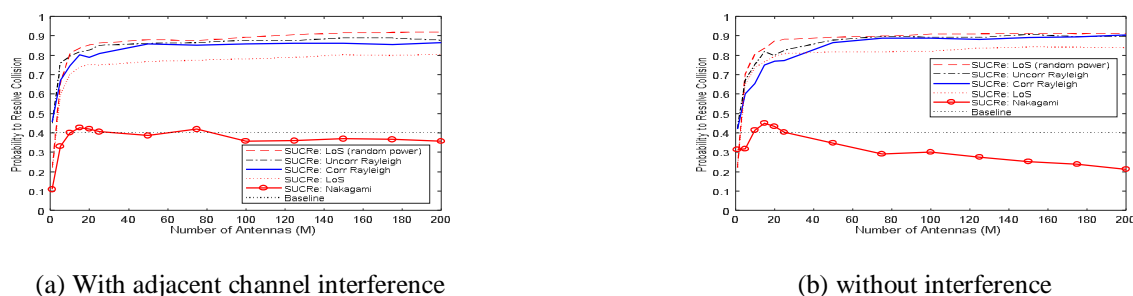 1
0.9
0.8
0.7
0.6
0.5
0.4
0.3
0.2
0.1
0
Probability to Resolve Collision
SUCRe: LoS (random power)
SUCRe: Uncorr Rayleigh
SUCRe: Corr Rayleigh
SUCRe: LoS
SUCRe: Nakagami
Baseline
0 20 40 60 80 100 120 140 160 180 200
Number of Antennas (M)
(a) With adjacent channel interference
1
0.9
0.8
0.7
0.6
0.5
0.4
0.3
0.2
0.1
0
Probability to Resolve Collision
SUCRe: LoS (random power)
SUCRe: Uncorr Rayleigh
SUCRe: Corr Rayleigh
SUCRe: LoS
SUCRe: Nakagami
Baseline
0 20 40 60 80 100 120 140 160 180 200
Number of Antennas (M)
(b) without interference